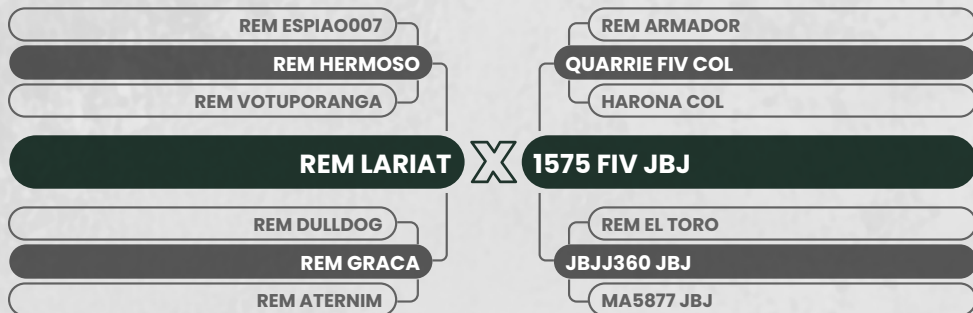 REM ESPIAO007
REM HERMOSO
REM VOTUPORANGA
REM LARIAT
REM DULLDOG
REM GRACA
REM ATERNIM
X
REM ARMADOR
QUARRIE FIV COL
HARONA COL
1575 FIV JBJ
REM EL TORO
JBJJ360 JBJ
MA5877 JBJ